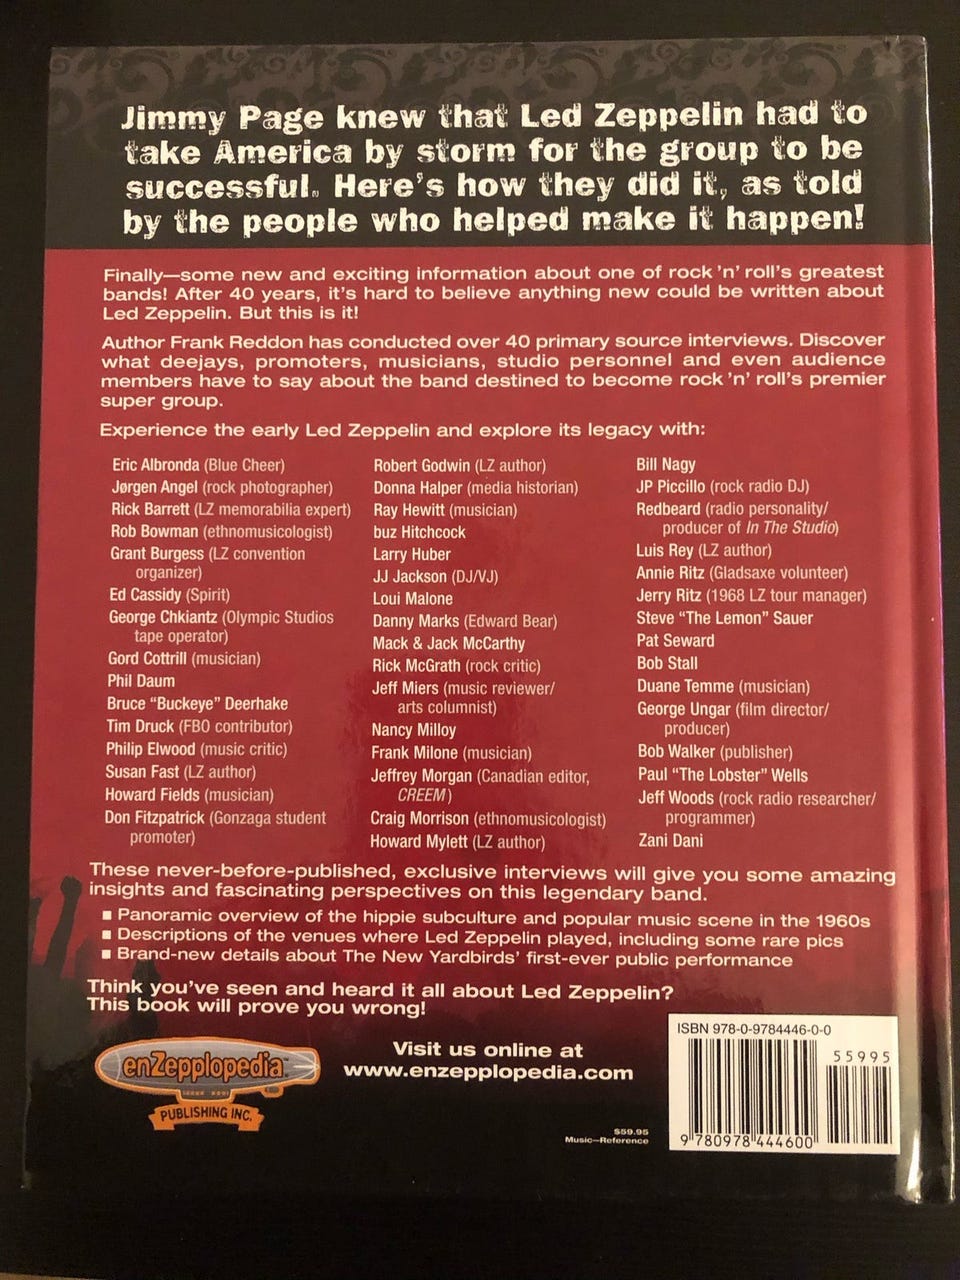 Jimmy Page knew that Led Zeppelin had to
take America by storm for the group to be
successful. Here's how they did it, as told
by the people who helped make it happen!
Finally—some new and exciting information about one of rock 'n' roll's greatest
bands! After 40 years, it's hard to believe anything new could be written about
Led Zeppelin. But this is it!
Author Frank Reddon has conducted over 40 primary source interviews. Discover
what deejays, promoters, musicians, studio personnel and even audience
members have to say about the band destined to become rock 'n' roll's premier
super group.
Experience the early Led Zeppelin and explore its legacy with:
Eric Albronda (Blue Cheer)
Jørgen Angel (rock photographer)
Rick Barrett (LZ memorabilia expert)
Rob Bowman (ethnomusicologist)
Grant Burgess (LZ convention
organizer)
Ed Cassidy (Spirit)
George Chkiantz (Olympic Studios
tape operator)
Gord Cottrill (musician)
Phil Daum
Bruce "Buckeye" Deerhake
Tim Druck (FBO contributor)
Philip Elwood (music critic)
Susan Fast (LZ author)
Howard Fields (musician)
Don Fitzpatrick (Gonzaga student
promoter)
Robert Godwin (LZ author)
Donna Halper (media historian)
Ray Hewitt (musician)
buz Hitchcock
Larry Huber
JJ Jackson (DJ/VJ)
Loui Malone
Danny Marks (Edward Bear)
Mack & Jack McCarthy
Rick McGrath (rock critic)
Jeff Miers (music reviewer/
arts columnist)
Nancy Milloy
Frank Milone (musician)
Jeffrey Morgan (Canadian editor,
CREEM)
Craig Morrison (ethnomusicologist)
Howard Mylett (LZ author)
Bill Nagy
JP Piccillo (rock radio DJ)
Redbeard (radio personality/
producer of In The Studio)
Luis Rey (LZ author)
Annie Ritz (Gladsaxe volunteer)
Jerry Ritz (1968 LZ tour manager)
Steve "The Lemon" Sauer
Pat Seward
Bob Stall
Duane Temme (musician)
George Ungar (film director/
producer)
Bob Walker (publisher)
Paul "The Lobster" Wells
Jeff Woods (rock radio researcher/
programmer)
Zani Dani
These never-before-published, exclusive interviews will give you some amazing
insights and fascinating perspectives on this legendary band.
■ Panoramic overview of the hippie subculture and popular music scene in the 1960s
■ Descriptions of the venues where Led Zeppelin played, including some rare pics
■ Brand-new details about The New Yardbirds' first-ever public performance
Think you've seen and heard it all about Led Zeppelin?
This book will prove you wrong!
enZepplopedia™
PUBLISHING INC.
Visit us online at
www.enzepplopedia.com
$59.95
Music—Reference
ISBN 978-0-9784446-0-0
55995
9 780978 444600